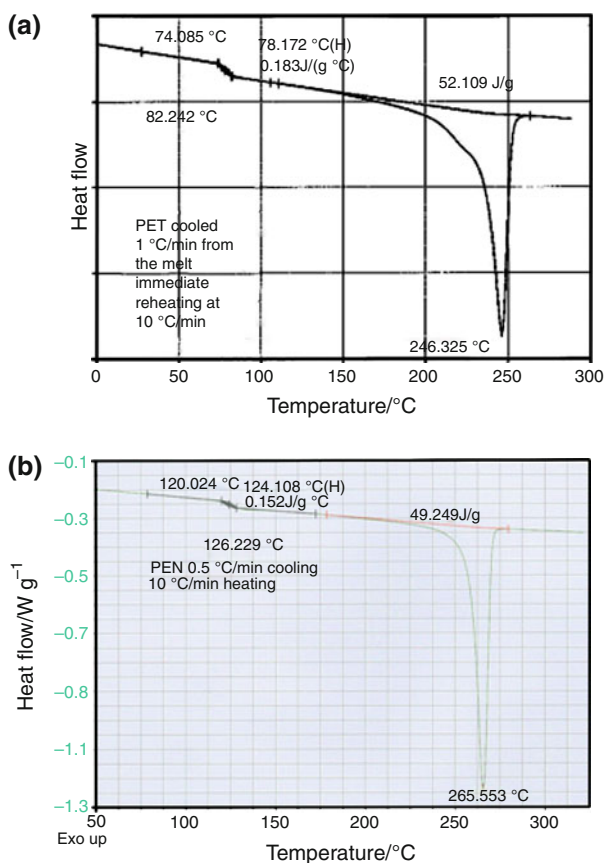 (a)
74.085 °C
78.172 °C(H)
0.183J/(g °C)
52.109 J/g
82.242 °C
Heat flow
PET cooled
1 °C/min from
the melt
immediate
reheating at
10 °C/min
246.325 °C
0 50 100 150 200 250 300
Temperature/°C
(b)
−0.1
120.024 °C
124.108 °C(H)
0.152J/g °C
49.249J/g
−0.3
126.229 °C
PEN 0.5 °C/min cooling
10 °C/min heating
−0.5
Heat flow/W g⁻¹
−0.7
−0.8
−1.1
265.553 °C
−1.3
50 100 150 200 250 300
Exo up
Temperature/°C